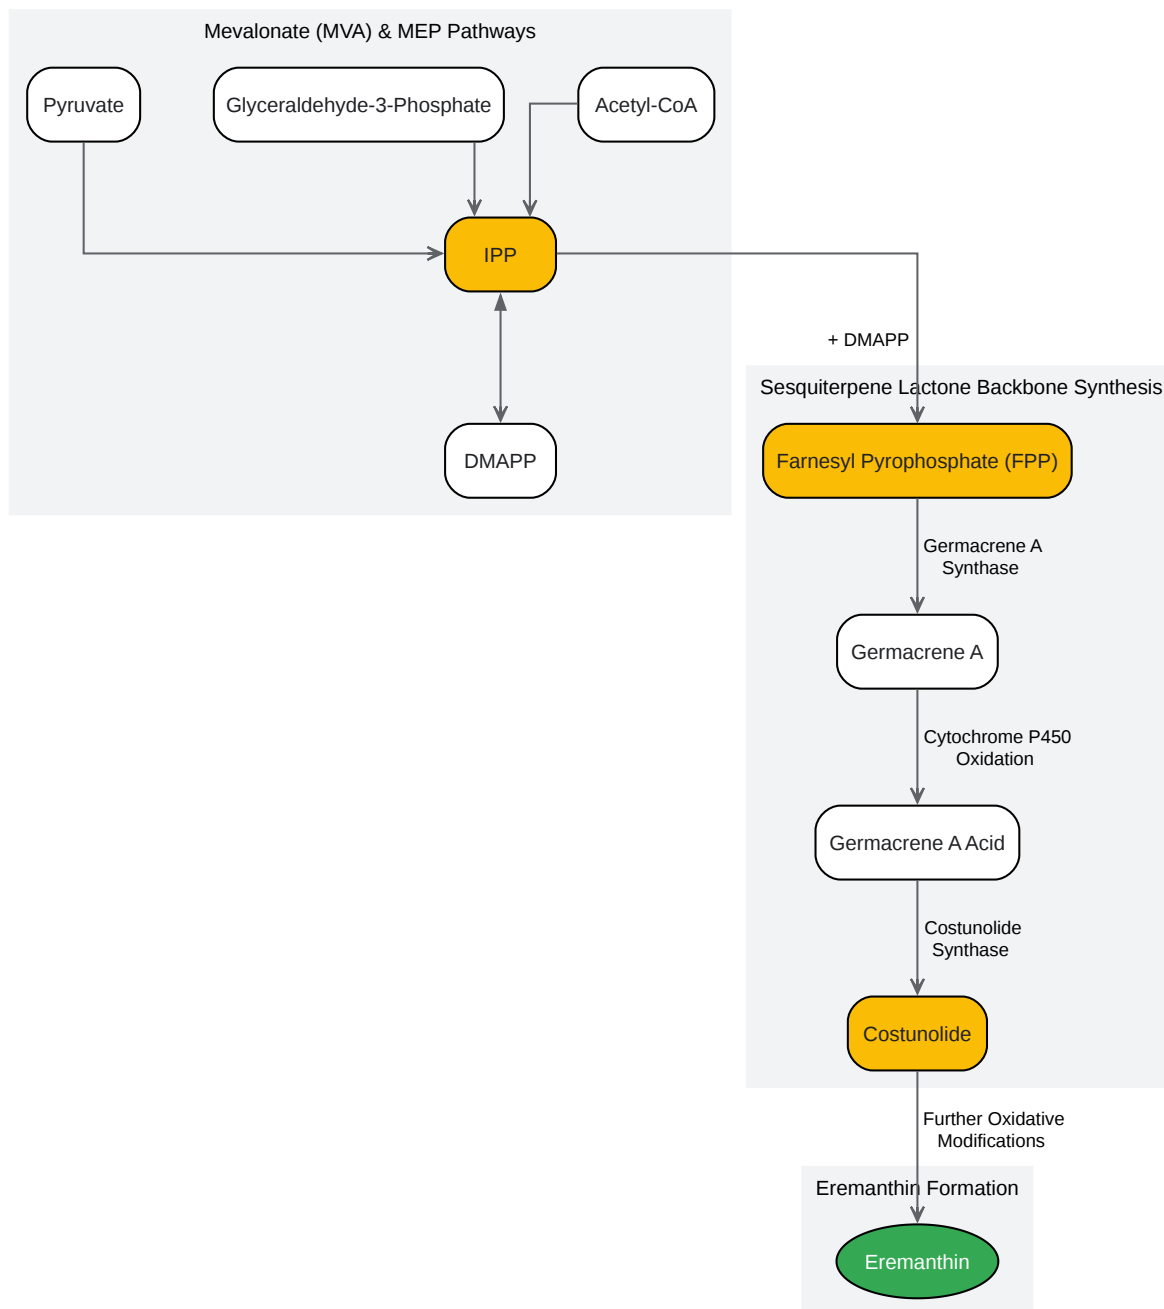 Mevalonate (MVA) & MEP Pathways
Pyruvate
Glyceraldehyde-3-Phosphate
Acetyl-CoA
IPP
+ DMAPP
DMAPP
Sesquiterpene Lactone Backbone Synthesis
Farnesyl Pyrophosphate (FPP)
Germacrene A
Synthase
Germacrene A
Cytochrome P450
Oxidation
Germacrene A Acid
Costunolide
Synthase
Costunolide
Further Oxidative
Modifications
Eremanthin Formation
Eremanthin